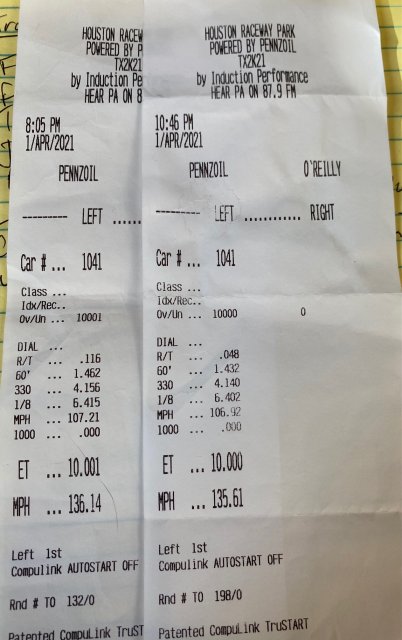 HOUSTON RACEW
POWERED BY P
TX2K21
by Induction Pe
HEAR PA ON 8
8:05 PM
1/APR/2021
PENNZOIL
---------- LEFT ......
Car # ... 1041
Class ...
Idx/Rec..
Ov/Un ... 10001
DIAL ...
R/T ... .116
60' ... 1.462
330 ... 4.156
1/8 ... 6.415
MPH ... 107.21
1000 ... .000
ET ... 10.001
MPH ... 136.14
Left 1st
Compulink AUTOSTART OFF
Rnd # TO 132/0
Patented CompuLink TruST
HOUSTON RACEWAY PARK
POWERED BY PENNZOIL
TX2K21
by Induction Performance
HEAR PA ON 87.9 FM
10:46 PM
1/APR/2021
PENNZOIL O'REILLY
---------- LEFT ............ RIGHT
Car # ... 1041
Class ...
Idx/Rec..
Ov/Un ... 10000 0
DIAL ...
R/T ... .048
60' ... 1.432
330 ... 4.140
1/8 ... 6.402
MPH ... 106.92
1000 ... .000
ET ... 10.000
MPH ... 135.61
Left 1st
Compulink AUTOSTART OFF
Rnd # TO 198/0
Patented CompuLink TruSTART